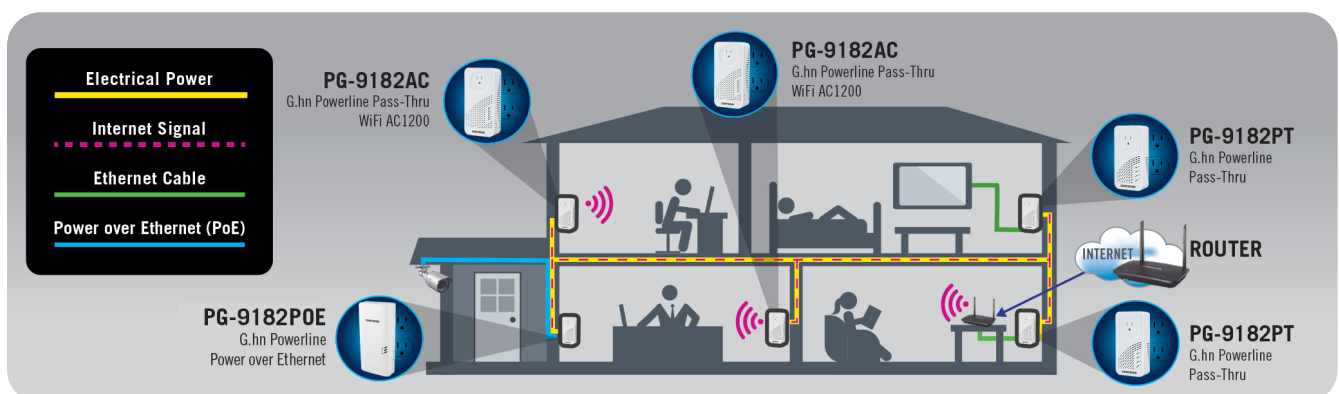 Electrical Power
Internet Signal
Ethernet Cable
Power over Ethernet (PoE)
PG-9182AC
G.hn Powerline Pass-Thru
WiFi AC1200
PG-9182AC
G.hn Powerline Pass-Thru
WiFi AC1200
PG-9182PT
G.hn Powerline
Pass-Thru
INTERNET
ROUTER
PG-9182POE
G.hn Powerline
Power over Ethernet
PG-9182PT
G.hn Powerline
Pass-Thru